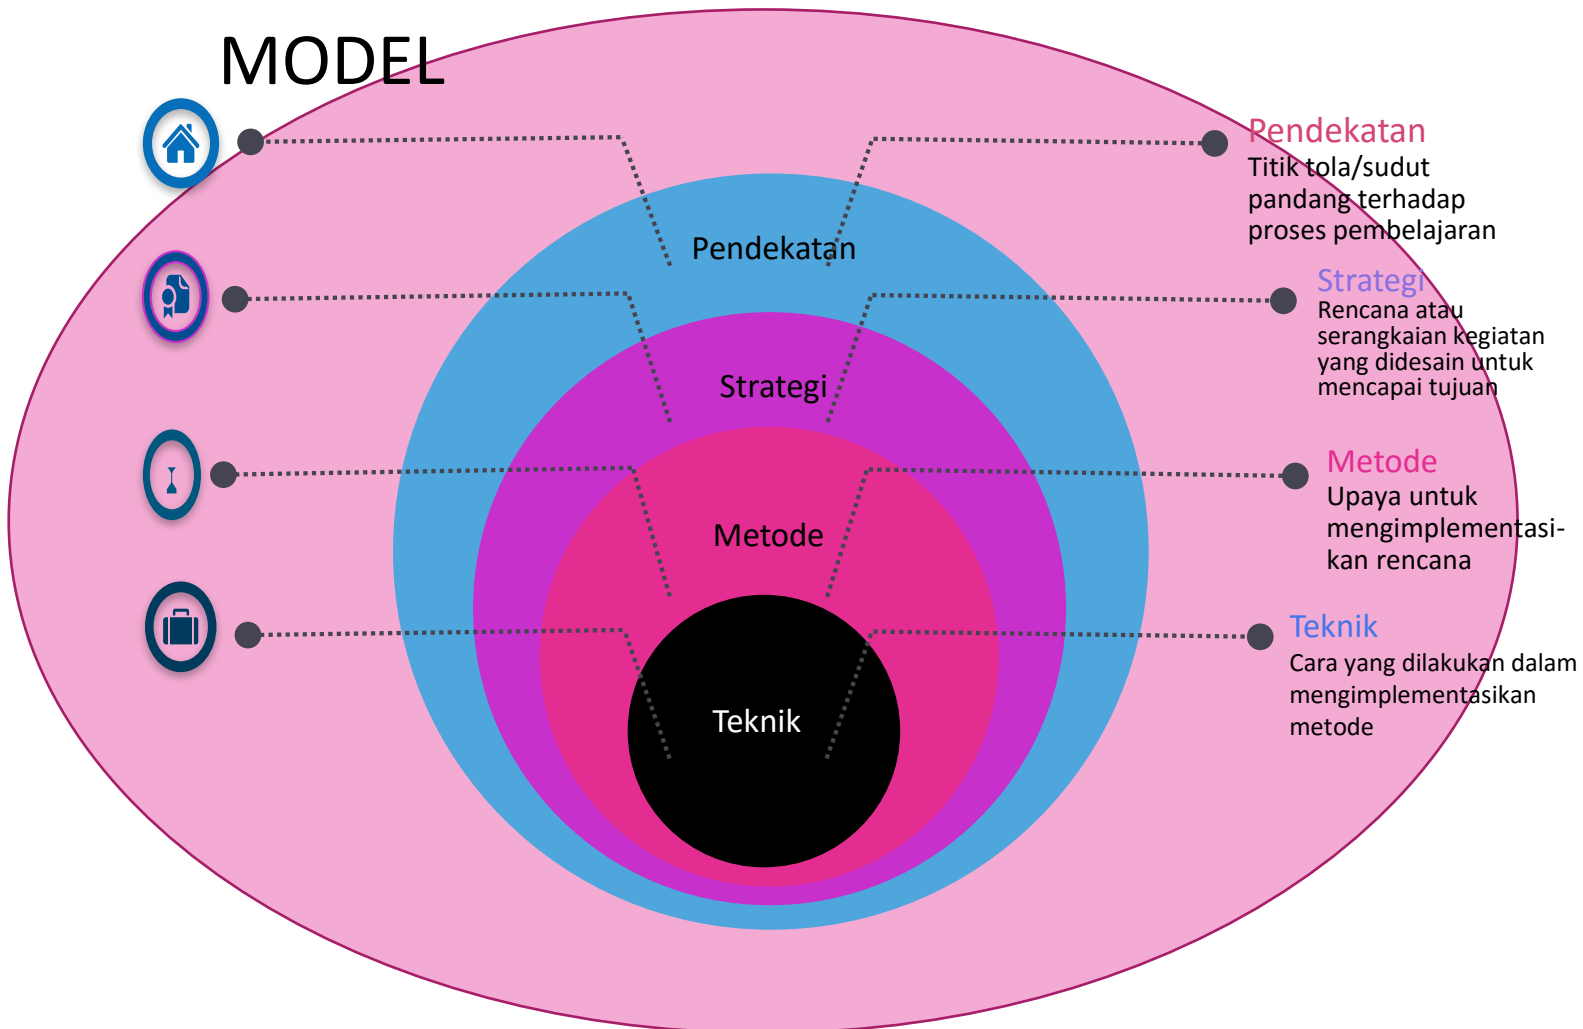 MODEL
Pendekatan
Titik tola/sudut
pandang terhadap
proses pembelajaran
Pendekatan
Strategi
Rencana atau
serangkaian kegiatan
yang didesain untuk
mencapai tujuan
Strategi
Metode
Upaya untuk
mengimplementasi-
kan rencana
Metode
Teknik
Cara yang dilakukan dalam
mengimplementasikan
metode
Teknik